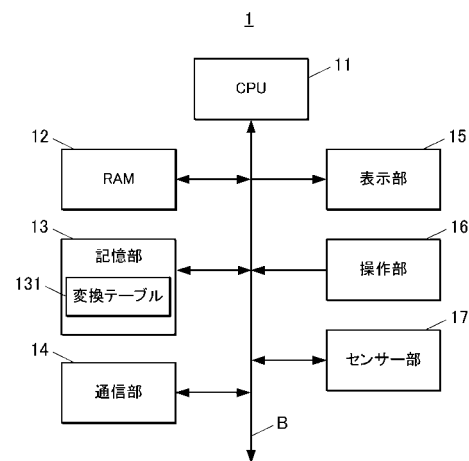 1
11
CPU
12
RAM
15
表示部
13
記憶部
131
変換テーブル
16
操作部
17
センサー部
14
通信部
B